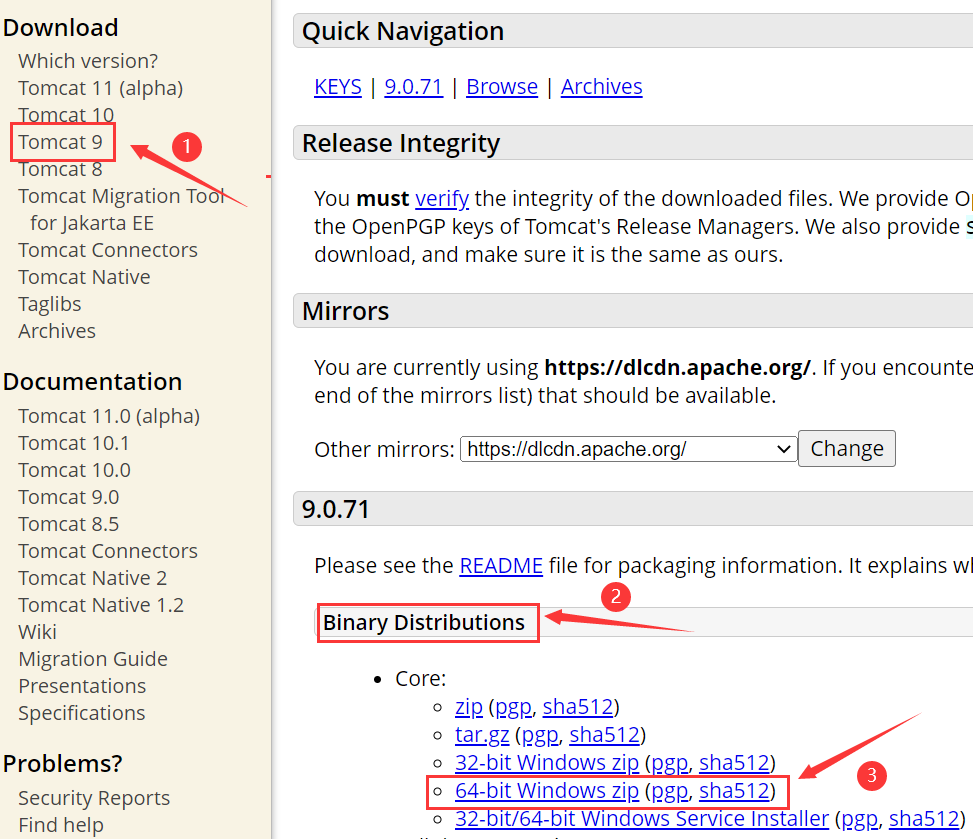 Download
Which version?
Tomcat 11 (alpha)
Tomcat 10
Tomcat 9
1
Tomcat 8
Tomcat Migration Tool
for Jakarta EE
Tomcat Connectors
Tomcat Native
Taglibs
Archives
Documentation
Tomcat 11.0 (alpha)
Tomcat 10.1
Tomcat 10.0
Tomcat 9.0
Tomcat 8.5
Tomcat Connectors
Tomcat Native 2
Tomcat Native 1.2
Wiki
Migration Guide
Presentations
Specifications
Problems?
Security Reports
Find help
Quick Navigation
KEYS | 9.0.71 | Browse | Archives
Release Integrity
You must verify the integrity of the downloaded files. We provide Op
the OpenPGP keys of Tomcat's Release Managers. We also provide s
download, and make sure it is the same as ours.
Mirrors
You are currently using https://dlcdn.apache.org/. If you encounte
end of the mirrors list) that should be available.
Other mirrors: https://dlcdn.apache.org/ Change
9.0.71
Please see the README file for packaging information. It explains wh
2
Binary Distributions
Core:
zip (pgp, sha512)
tar.gz (pgp, sha512)
32-bit Windows zip (pgp, sha512)
64-bit Windows zip (pgp, sha512)
3
32-bit/64-bit Windows Service Installer (pgp, sha512)